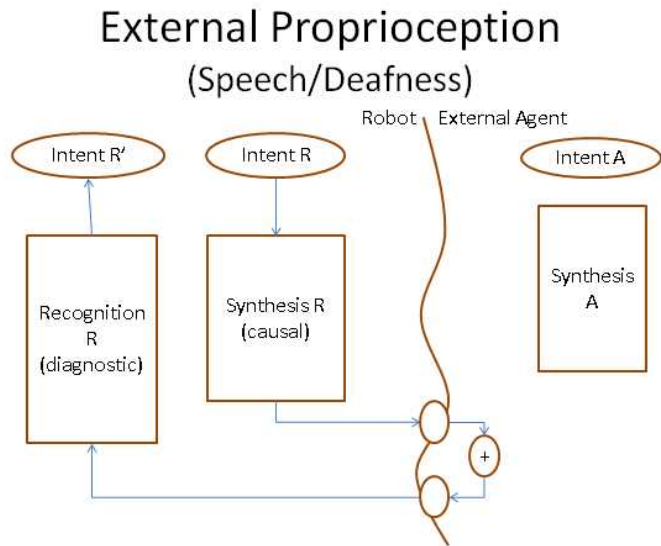 External Proprioception
(Speech/Deafness)
Robot External Agent
Intent R'
Intent R
Intent A
Recognition
R
(diagnostic)
Synthesis R
(causal)
Synthesis
A
+